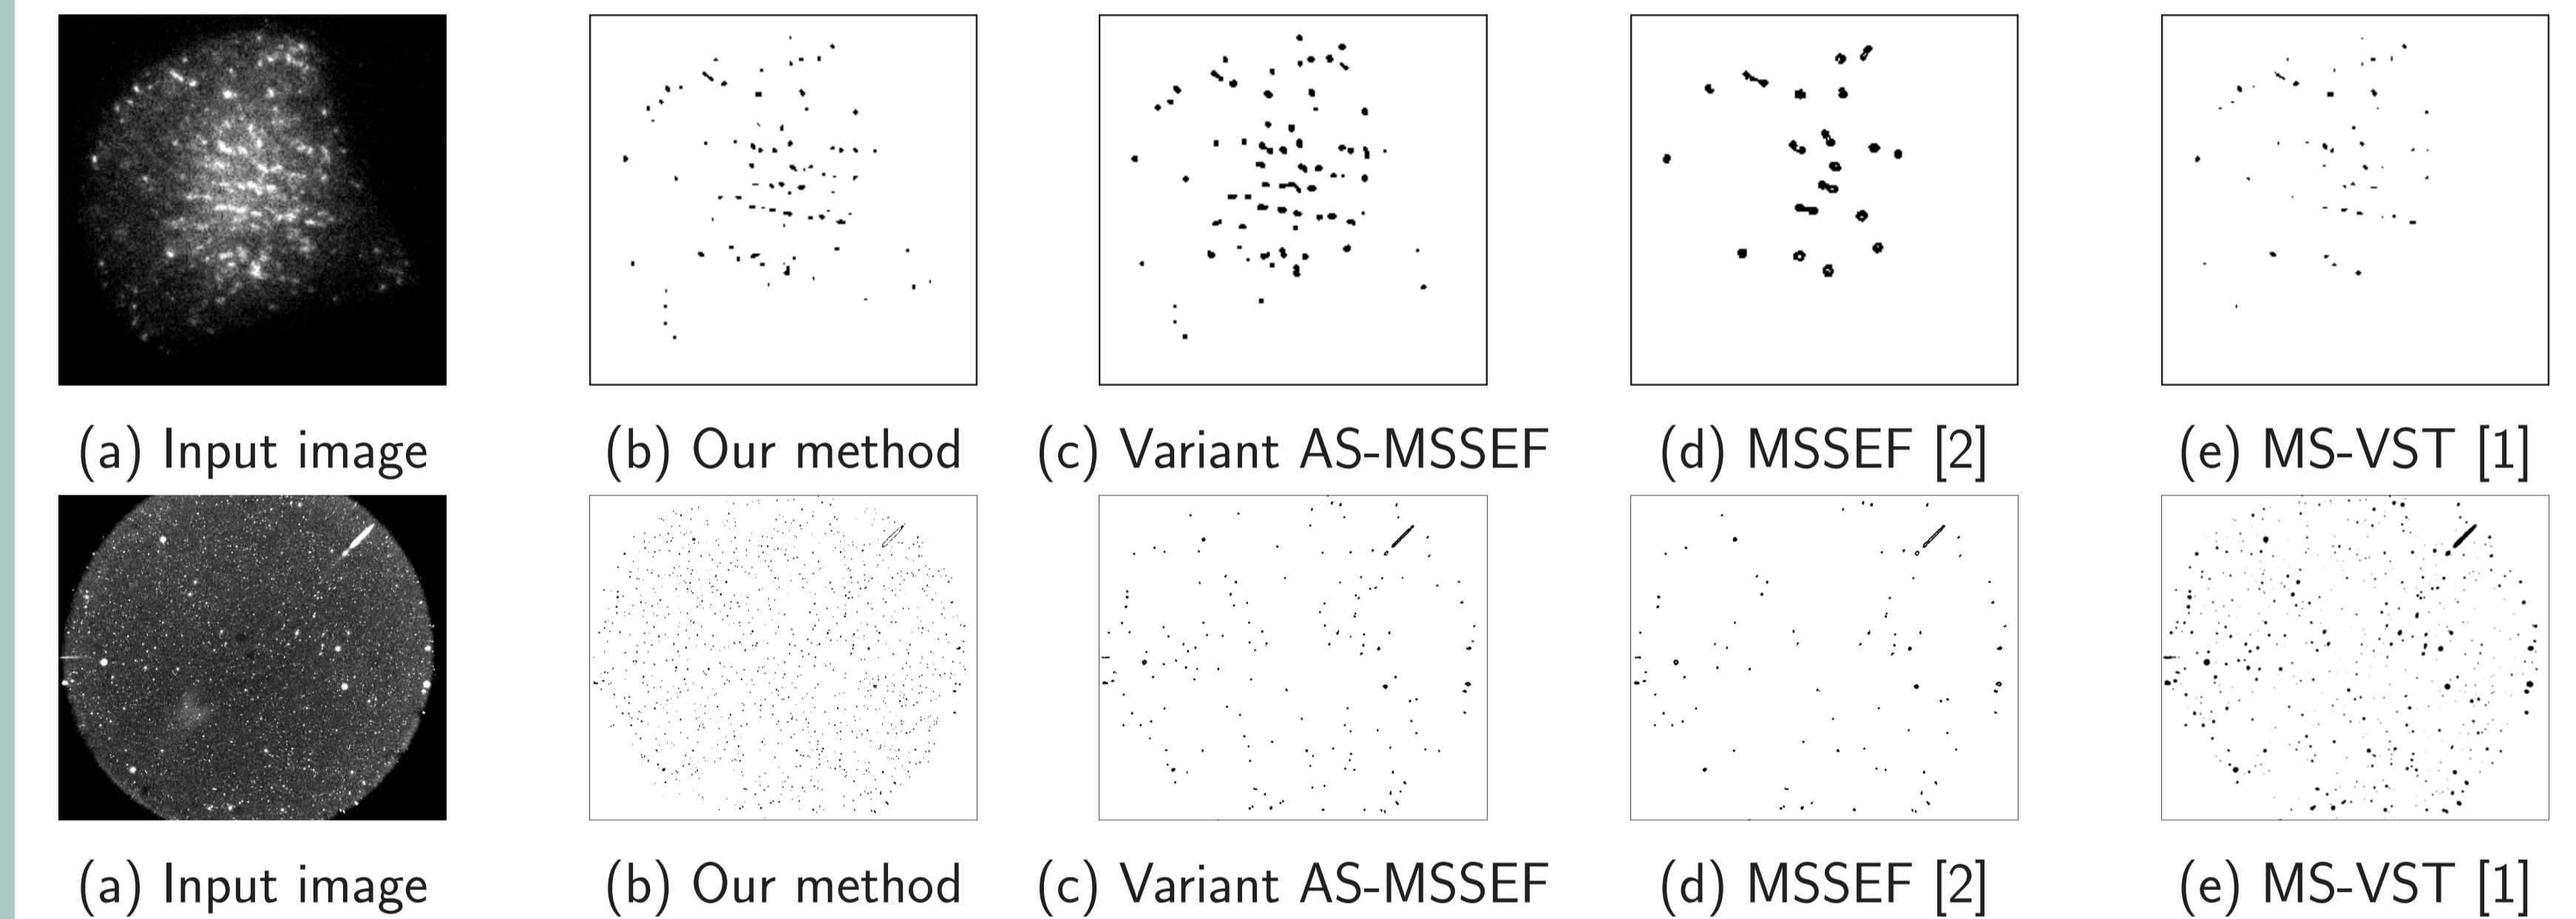 (a) Input image
(b) Our method
(c) Variant AS-MSSEF
(d) MSSEF [2]
(e) MS-VST [1]
(a) Input image
(b) Our method
(c) Variant AS-MSSEF
(d) MSSEF [2]
(e) MS-VST [1]